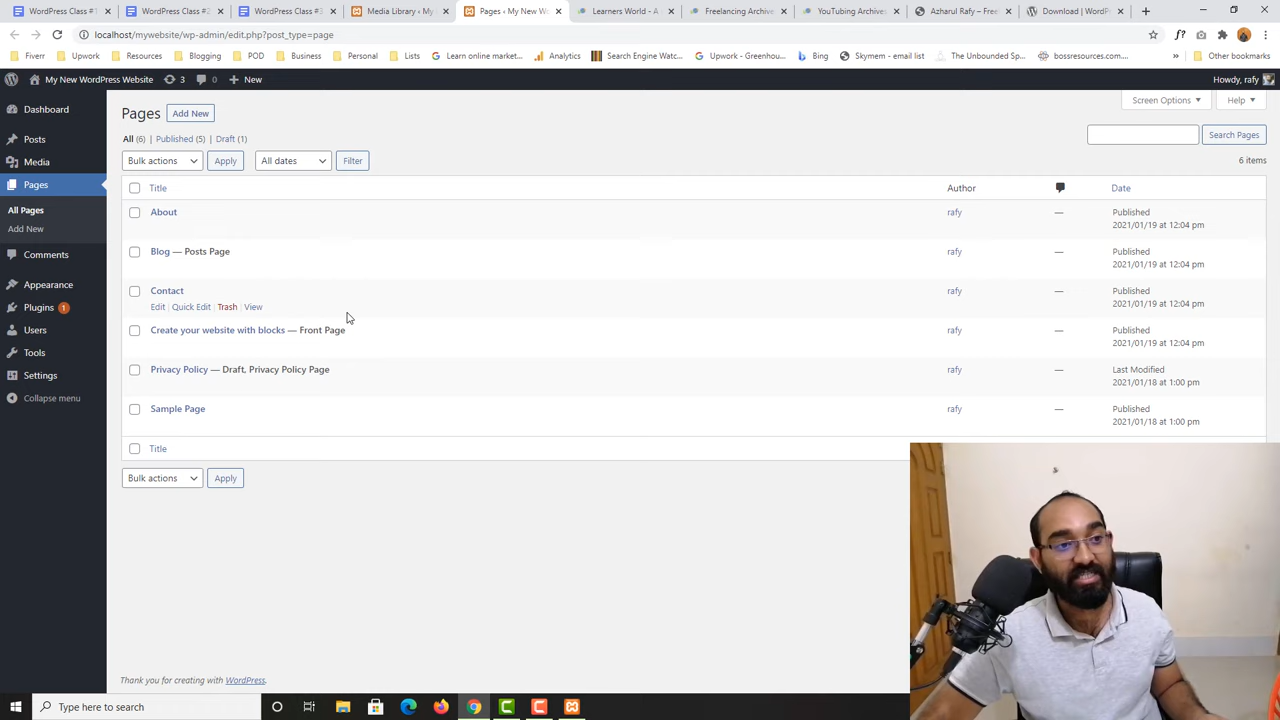 WordPress Class #1
WordPress Class #2
WordPress Class #3
Media Library ‹ My
Pages ‹ My New W
Learners World - A
Freelancing Archive
YouTubing Archives
Azharul Rafy – Free
Download | WordPr
localhost/mywebsite/wp-admin/edit.php?post_type=page
Fiverr
Upwork
Resources
Blogging
POD
Business
Personal
Lists
Learn online market...
Analytics
Search Engine Watc...
Upwork - Greenhou...
Bing
Skymem - email list
The Unbounded Sp...
bossresources.com...
Other bookmarks
My New WordPress Website
3
0
New
Howdy, rafy
Dashboard
Posts
Media
Pages
All Pages
Add New
Comments
Appearance
Plugins 1
Users
Tools
Settings
Collapse menu
Pages
Add New
Screen Options
Help
All (6) | Published (5) | Draft (1)
Search Pages
Bulk actions
Apply
All dates
Filter
6 items
Title
Author
Date
About
rafy
—
Published
2021/01/19 at 12:04 pm
Blog — Posts Page
rafy
—
Published
2021/01/19 at 12:04 pm
Contact
Edit | Quick Edit | Trash | View
rafy
—
Published
2021/01/19 at 12:04 pm
Create your website with blocks — Front Page
rafy
—
Published
2021/01/19 at 12:04 pm
Privacy Policy — Draft, Privacy Policy Page
rafy
—
Last Modified
2021/01/18 at 1:00 pm
Sample Page
rafy
—
Published
2021/01/18 at 1:00 pm
Title
Bulk actions
Apply
Thank you for creating with WordPress.
Type here to search